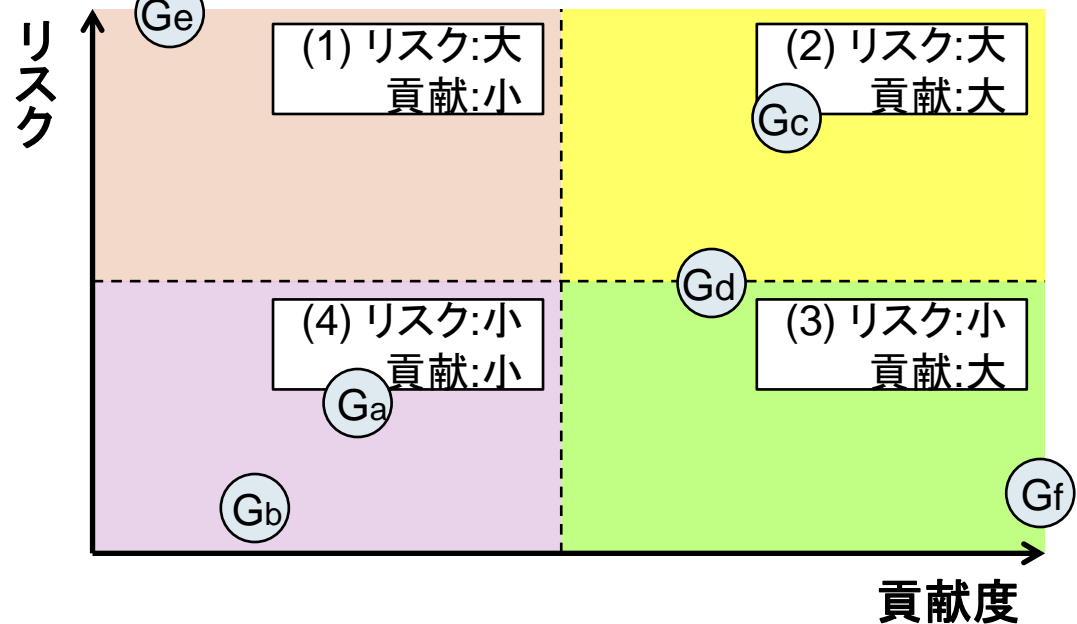 リスク
Ge
(1) リスク:大
貢献:小
(2) リスク:大
貢献:大
Gc
Gd
(4) リスク:小
貢献:小
(3) リスク:小
貢献:大
Ga
Gb
Gf
貢献度